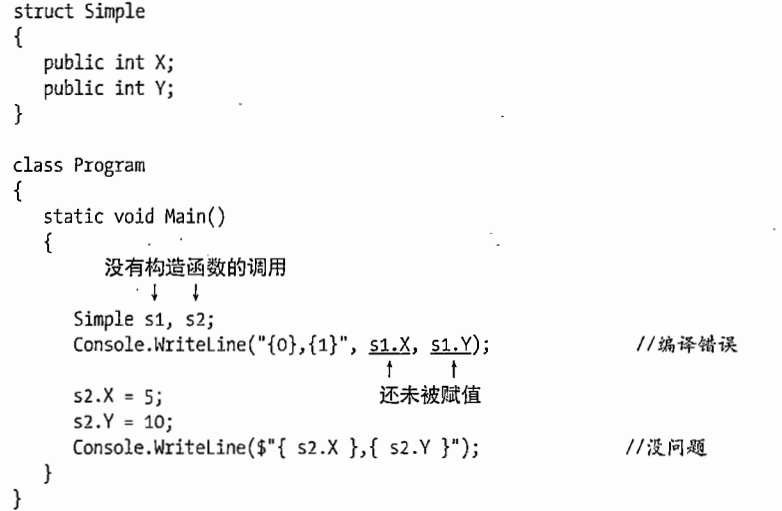 struct Simple
{
public int X;
public int Y;
}
class Program
{
static void Main()
{
没有构造函数的调用
↓ ↓
Simple s1, s2;
Console.WriteLine("{0},{1}", s1.X, s1.Y); //编译错误
↑ ↑
还未被赋值
s2.X = 5;
s2.Y = 10;
Console.WriteLine($"{ s2.X },{ s2.Y }"); //没问题
}
}